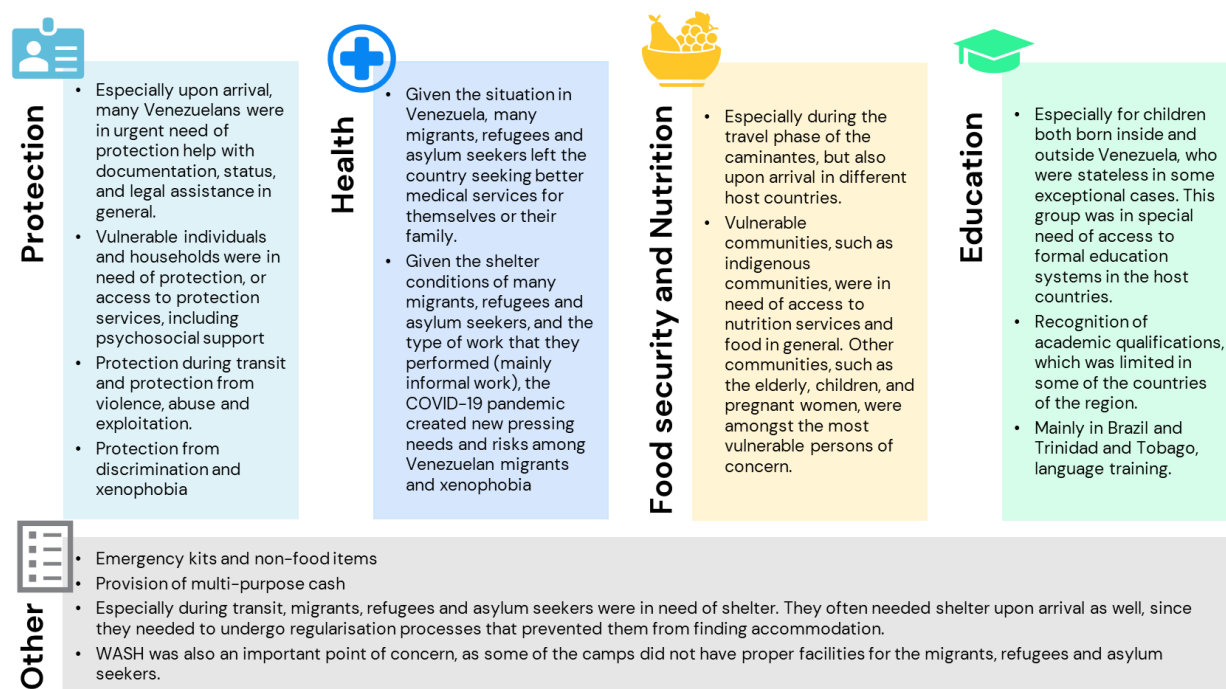 Protection
• Especially upon arrival,
many Venezuelans were
in urgent need of
protection help with
documentation, status,
and legal assistance in
general.
• Vulnerable individuals
and households were in
need of protection, or
access to protection
services, including
psychosocial support
• Protection during transit
and protection from
violence, abuse and
exploitation.
• Protection from
discrimination and
xenophobia
Health
• Given the situation in
Venezuela, many
migrants, refugees and
asylum seekers left the
country seeking better
medical services for
themselves or their
family.
• Given the shelter
conditions of many
migrants, refugees and
asylum seekers, and the
type of work that they
performed (mainly
informal work), the
COVID-19 pandemic
created new pressing
needs and risks among
Venezuelan migrants
and xenophobia
Food security and Nutrition
• Especially during the
travel phase of the
caminantes, but also
upon arrival in different
host countries.
• Vulnerable
communities, such as
indigenous
communities, were in
need of access to
nutrition services and
food in general. Other
communities, such as
the elderly, children, and
pregnant women, were
amongst the most
vulnerable persons of
concern.
Education
• Especially for children
both born inside and
outside Venezuela, who
were stateless in some
exceptional cases. This
group was in special
need of access to
formal education
systems in the host
countries.
• Recognition of
academic qualifications,
which was limited in
some of the countries
of the region.
• Mainly in Brazil and
Trinidad and Tobago,
language training.
Other
• Emergency kits and non-food items
• Provision of multi-purpose cash
• Especially during transit, migrants, refugees and asylum seekers were in need of shelter. They often needed shelter upon arrival as well, since
they needed to undergo regularisation processes that prevented them from finding accommodation.
• WASH was also an important point of concern, as some of the camps did not have proper facilities for the migrants, refugees and asylum
seekers.